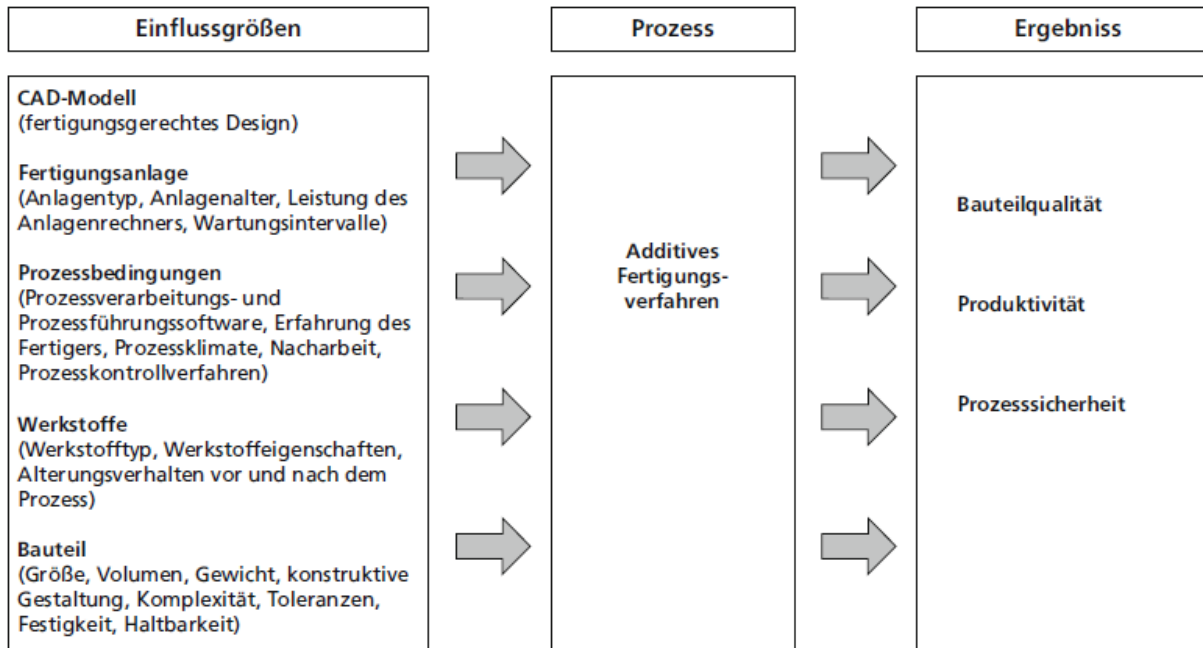 Einflussgrößen
Prozess
Ergebniss
CAD-Modell
(fertigungsgerechtes Design)
Fertigungsanlage
(Anlagentyp, Anlagenalter, Leistung des
Anlagenrechners, Wartungsintervalle)
Prozessbedingungen
(Prozessverarbeitungs- und
Prozessführungssoftware, Erfahrung des
Fertigers, Prozessklimate, Nacharbeit,
Prozesskontrollverfahren)
Werkstoffe
(Werkstofftyp, Werkstoffeigenschaften,
Alterungsverhalten vor und nach dem
Prozess)
Bauteil
(Größe, Volumen, Gewicht, konstruktive
Gestaltung, Komplexität, Toleranzen,
Festigkeit, Haltbarkeit)
Additives
Fertigungs-
verfahren
Bauteilqualität
Produktivität
Prozesssicherheit